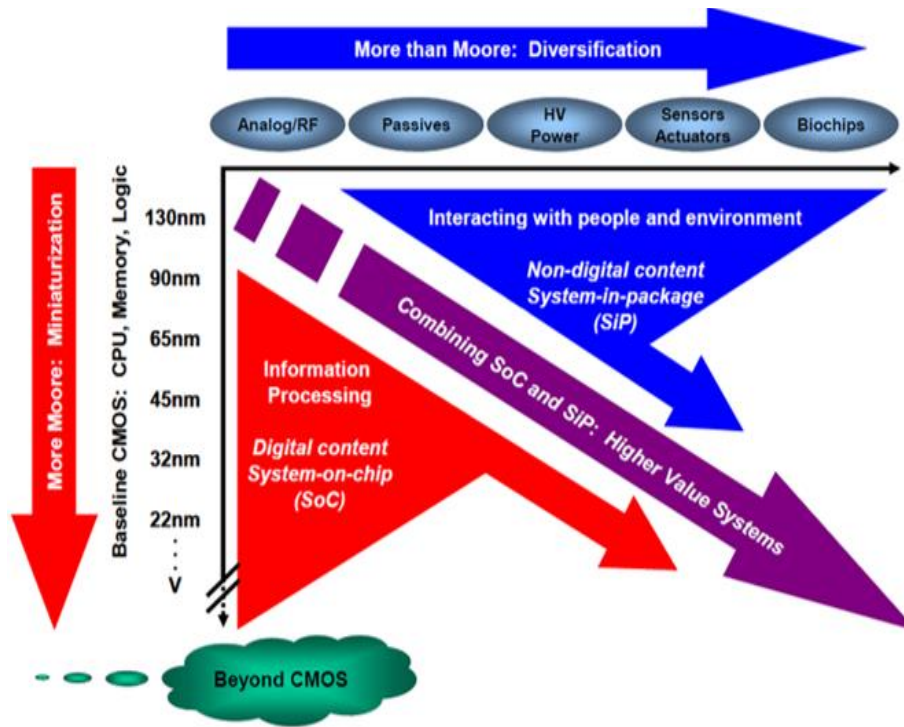 More than Moore: Diversification
Analog/RF
Passives
HV
Power
Sensors
Actuators
Biochips
More Moore: Miniaturization
Baseline CMOS: CPU, Memory, Logic
130nm
90nm
65nm
45nm
32nm
22nm
V
Interacting with people and environment
Non-digital content
System-in-package
(SiP)
Combining SoC and SiP: Higher Value Systems
Information
Processing
Digital content
System-on-chip
(SoC)
Beyond CMOS